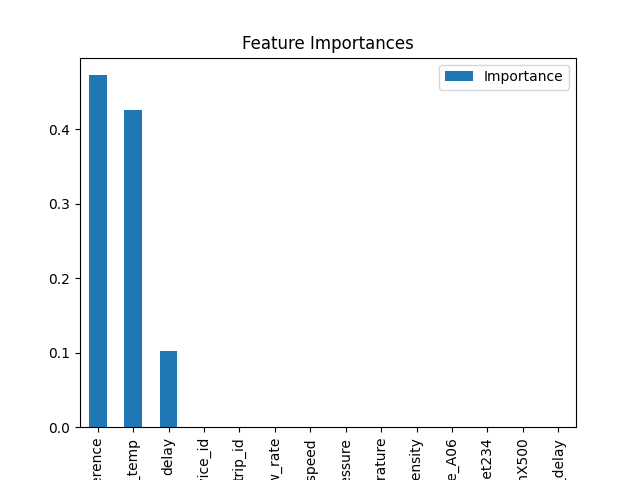 Feature Importances
Importance
0.4
0.3
0.2
0.1
0.0
erence
_temp
delay
ice_id
trip_id
w_rate
speed
essure
rature
ensity
e_A06
et234
nX500
_delay